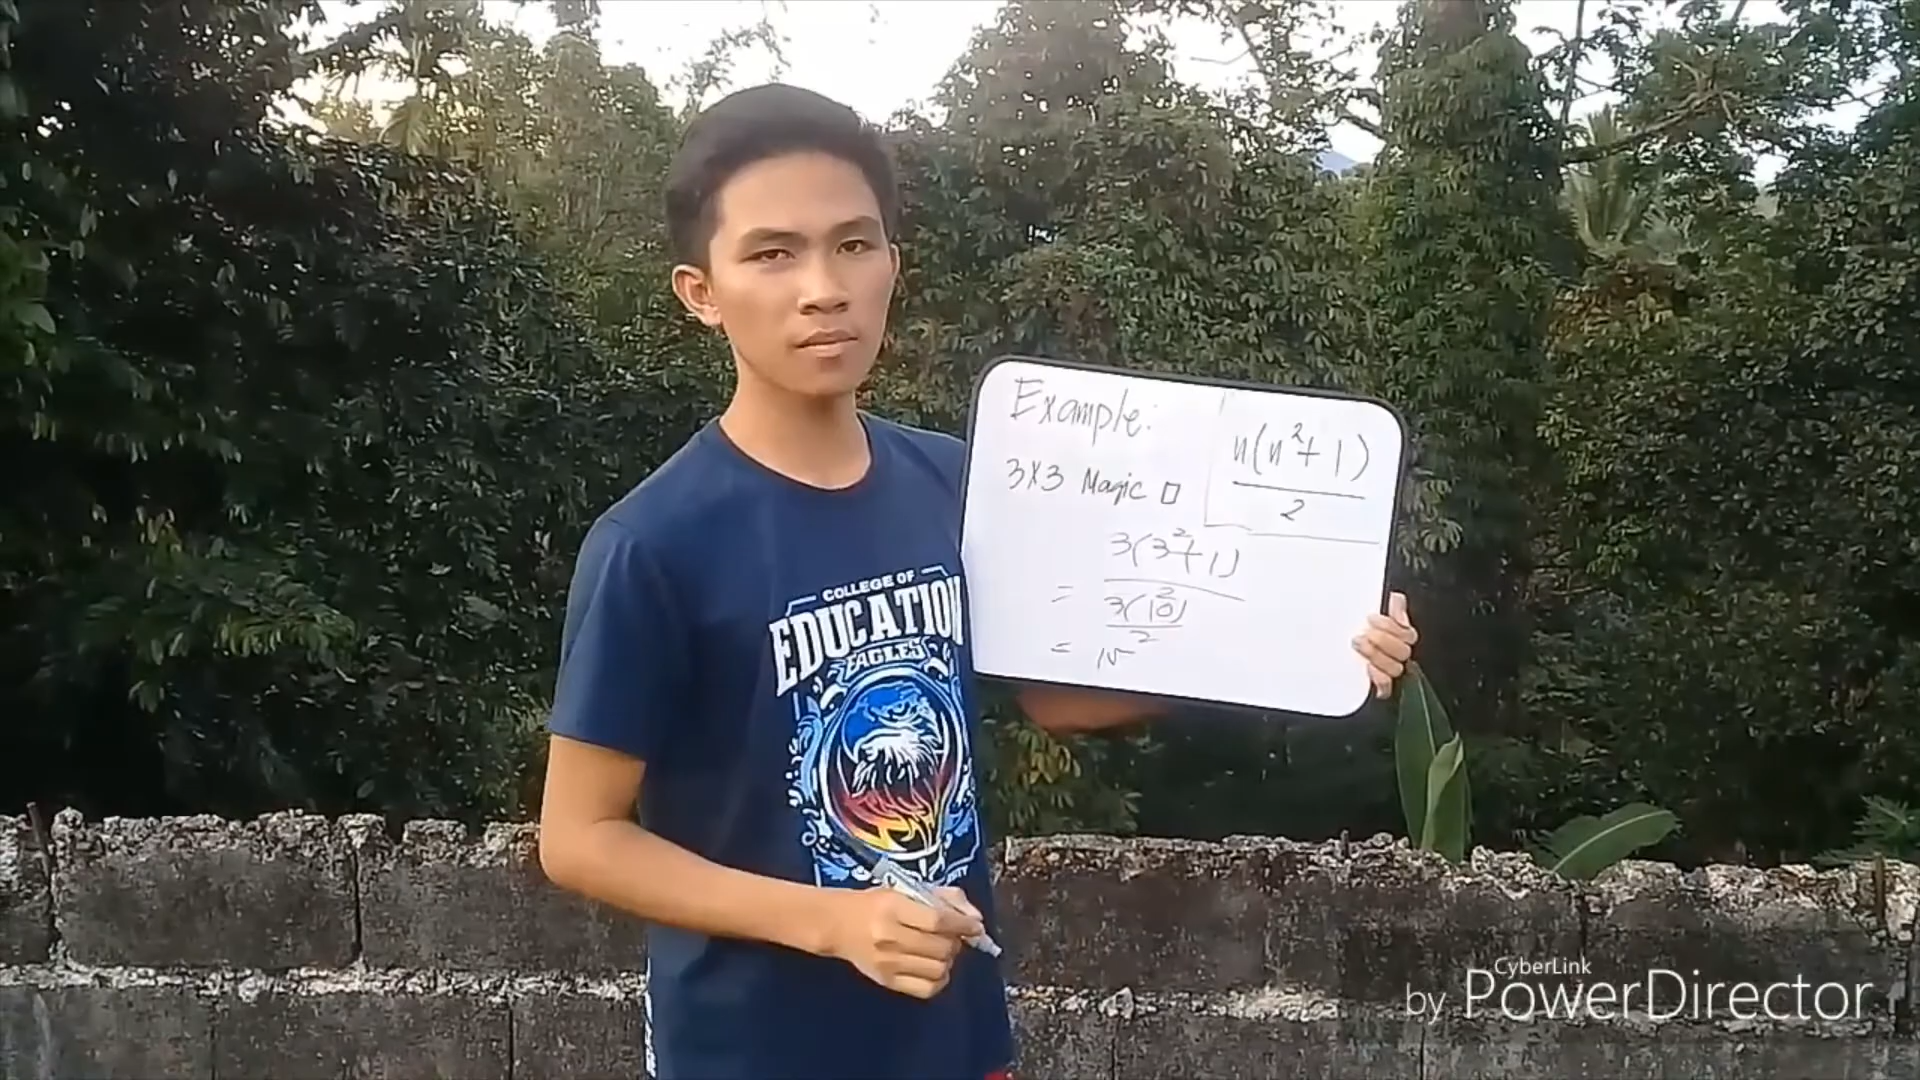 Example:
3x3 Magic □
n(n²+1)
2
3(3²+1)
2
=
3(10)
2
= 15
COLLEGE OF
EDUCATION
EAGLES
CyberLink
by PowerDirector